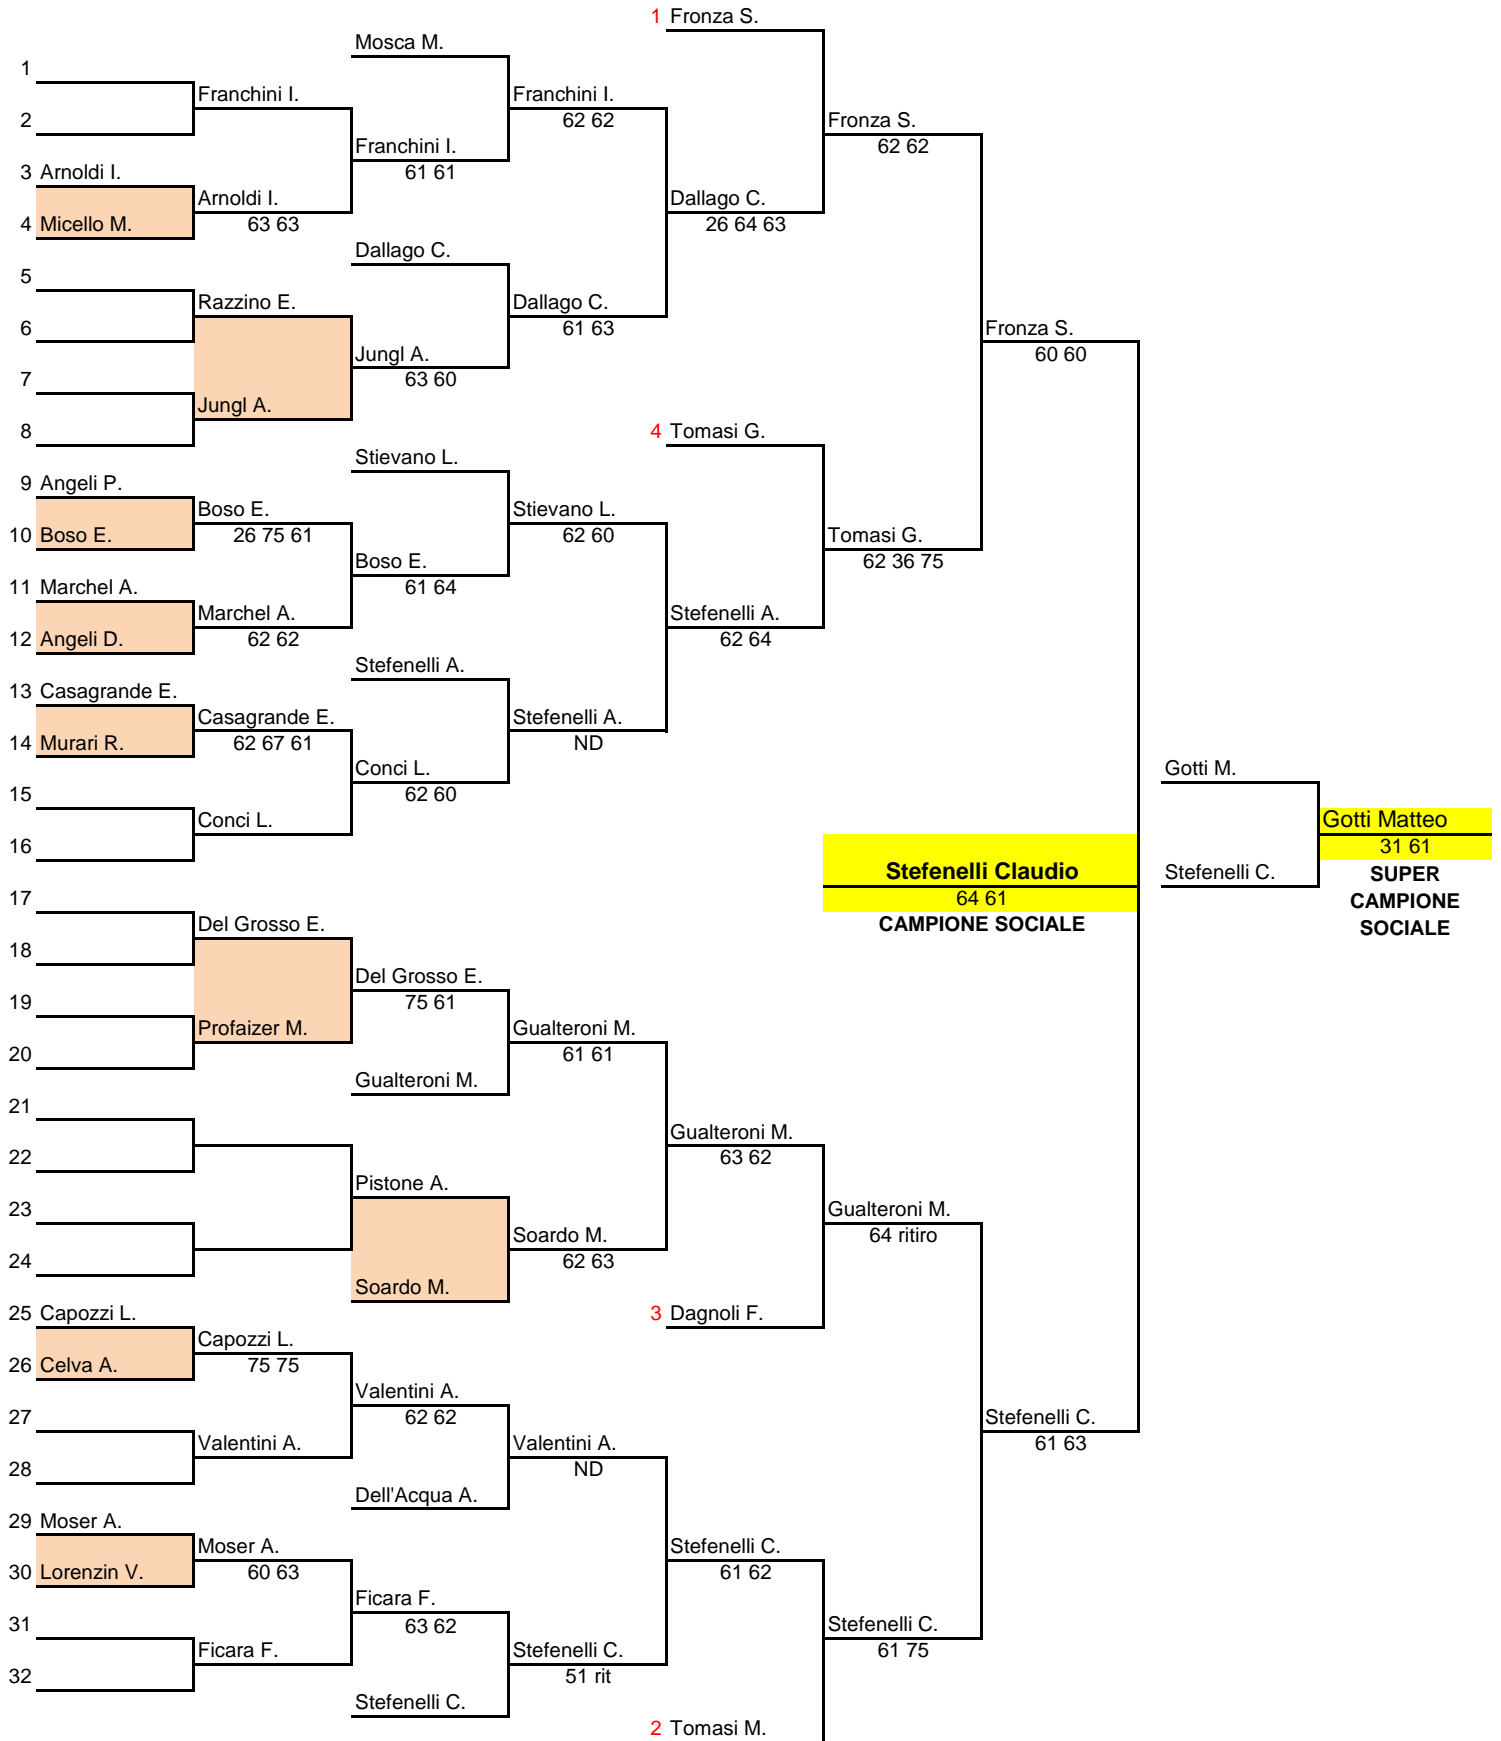 1 Fronza S.
Mosca M.
1
Franchini I.
Franchini I.
2
62 62
Fronza S.
62 62
Franchini I.
61 61
3 Arnoldi I.
Arnoldi I.
Dallago C.
4 Micello M.
63 63
26 64 63
Dallago C.
5
Razzino E.
Dallago C.
6
61 63
Fronza S.
60 60
Jungl A.
63 60
7
Jungl A.
8
4 Tomasi G.
Stievano L.
9 Angeli P.
Boso E.
Stievano L.
10 Boso E.
26 75 61
62 60
Tomasi G.
62 36 75
Boso E.
61 64
11 Marchel A.
Marchel A.
Stefenelli A.
12 Angeli D.
62 62
62 64
Stefenelli A.
13 Casagrande E.
Casagrande E.
Stefenelli A.
14 Murari R.
62 67 61
ND
Conci L.
62 60
Gotti M.
15
Conci L.
Gotti Matteo
16
31 61
Stefenelli Claudio
Stefenelli C.
SUPER
64 61
CAMPIONE
17
CAMPIONE SOCIALE
SOCIALE
Del Grosso E.
18
Del Grosso E.
75 61
19
Profaizer M.
Gualteroni M.
20
61 61
Gualteroni M.
21
Gualteroni M.
22
63 62
Pistone A.
23
Gualteroni M.
64 ritiro
Soardo M.
24
62 63
Soardo M.
25 Capozzi L.
3 Dagnoli F.
Capozzi L.
26 Celva A.
75 75
Valentini A.
62 62
27
Stefenelli C.
61 63
Valentini A.
Valentini A.
28
ND
Dell'Acqua A.
29 Moser A.
Moser A.
Stefenelli C.
30 Lorenzin V.
60 63
61 62
Ficara F.
63 62
31
Stefenelli C.
61 75
Ficara F.
Stefenelli C.
32
51 rit
Stefenelli C.
2 Tomasi M.